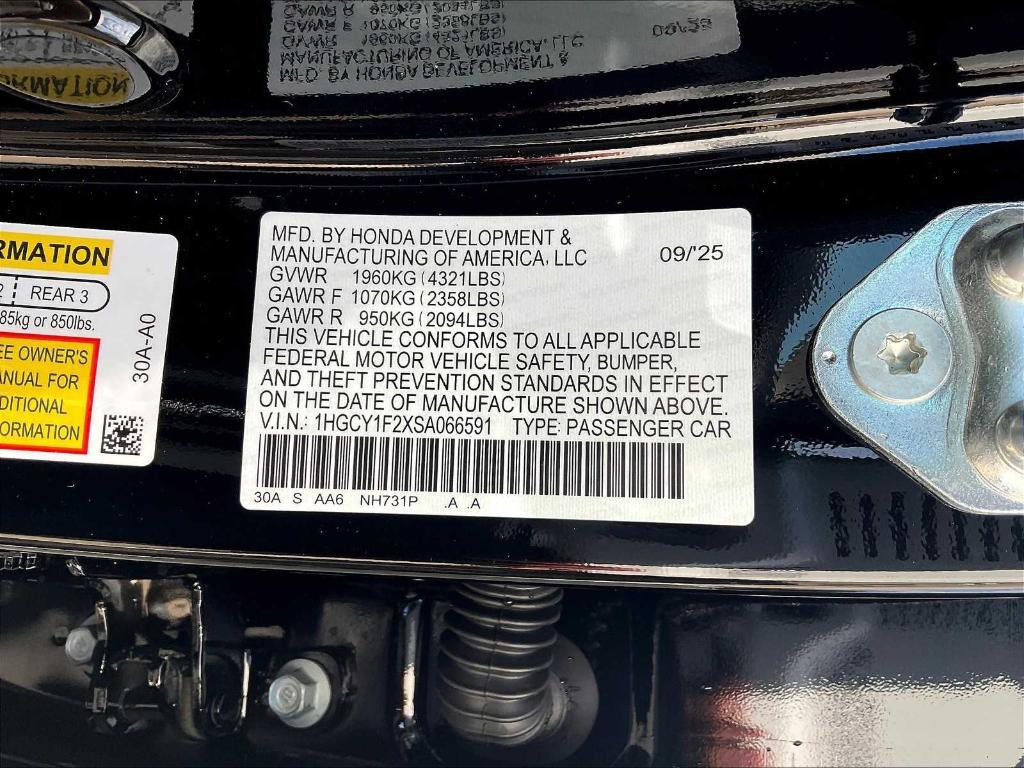 RMATION
MFD. BY HONDA DEVELOPMENT &
MANUFACTURING OF AMERICA, LLC
09/'25
GVWR 1960KG (4321LBS)
GAWR F 1070KG (2358LBS)
GAWR R 950KG (2094LBS)
THIS VEHICLE CONFORMS TO ALL APPLICABLE
FEDERAL MOTOR VEHICLE SAFETY, BUMPER,
AND THEFT PREVENTION STANDARDS IN EFFECT
ON THE DATE OF MANUFACTURE SHOWN ABOVE.
V.I.N.: 1HGCY1F2XSA066591 TYPE: PASSENGER CAR
30A S AA6 NH731P .A .A
2 REAR 3
85kg or 850lbs.
EE OWNER'S
ANUAL FOR
DITIONAL
FORMATION
30A-A0